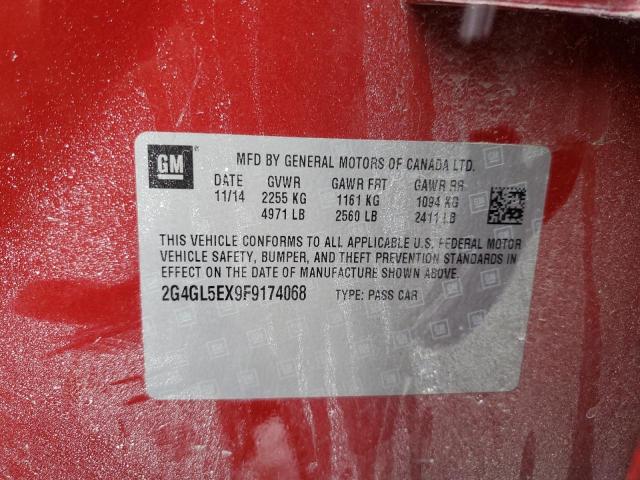 GM
MFD BY GENERAL MOTORS OF CANADA LTD.
DATE GVWR GAWR FRT GAWR RR
11/14 2255 KG 1161 KG 1094 KG
4971 LB 2560 LB 2411 LB
THIS VEHICLE CONFORMS TO ALL APPLICABLE U.S. FEDERAL MOTOR
VEHICLE SAFETY, BUMPER, AND THEFT PREVENTION STANDARDS
IN EFFECT ON THE DATE OF MANUFACTURE SHOWN ABOVE.
2G4GL5EX9F9174068 TYPE: PASS CAR